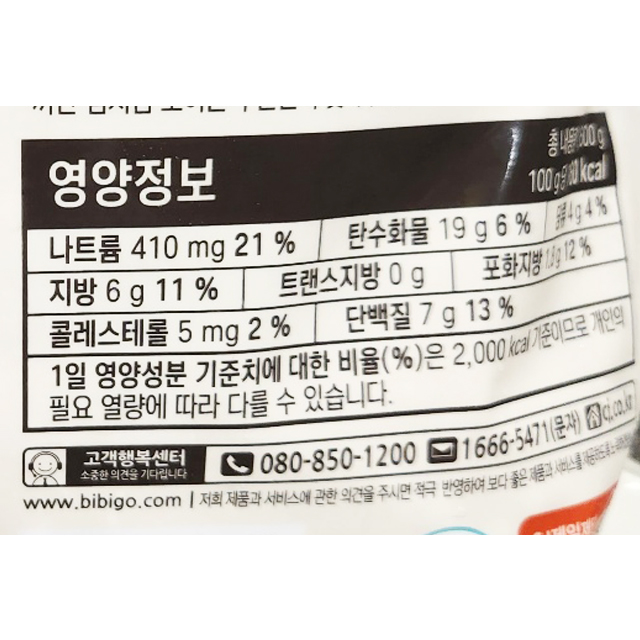 영양정보
100 g당 kcal
나트륨 410 mg 21 % 탄수화물 19 g 6 % 당류 4 g 4 %
지방 6 g 11 % 트랜스지방 0 g 포화지방 12 %
콜레스테롤 5 mg 2 % 단백질 7 g 13 %
1일 영양성분 기준치에 대한 비율(%)은 2,000 kcal 기준이므로 개인의
필요 열량에 따라 다를 수 있습니다.
고객행복센터 080-850-1200 1666-5471(문자) cj.co.kr
소중한 의견을 기다립니다
www.bibigo.com | 저희 제품과 서비스에 관한 의견을 주시면 적극 반영하여 보다 좋은 제품과 서비스를